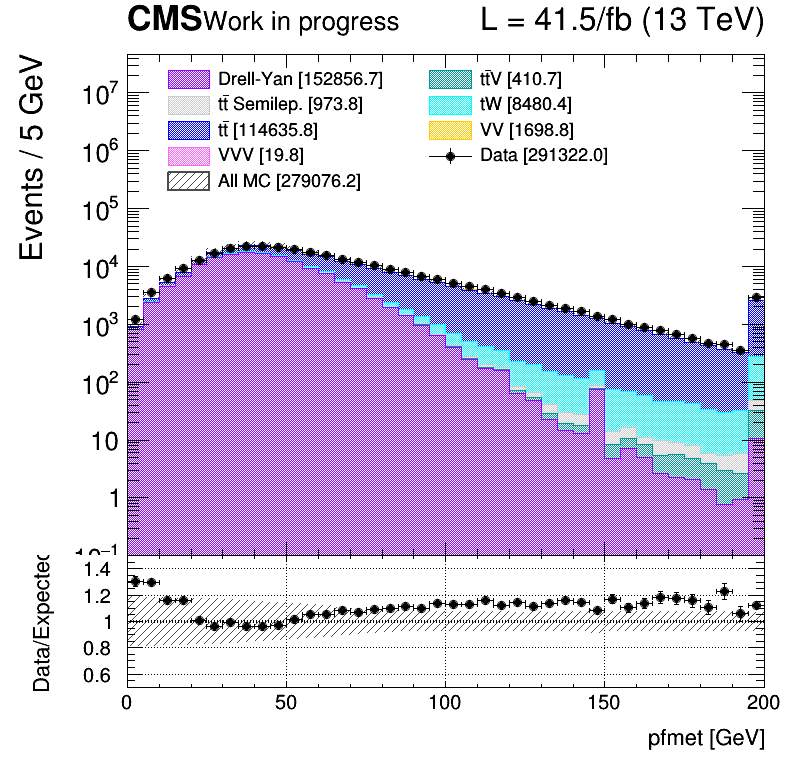 CMS Work in progress L = 41.5/fb (13 TeV)
Events / 5 GeV
Drell-Yan [152856.7] tt̄V [410.7]
tt̄ Semilep. [973.8] tW [8480.4]
tt̄ [114635.8] VV [1698.8]
VVV [19.8] Data [291322.0]
All MC [279076.2]
10⁷
10⁶
10⁵
10⁴
10³
10²
10
1
10⁻¹
Data/Expected
1.4
1.2
1
0.8
0.6
0 50 100 150 200
pfmet [GeV]